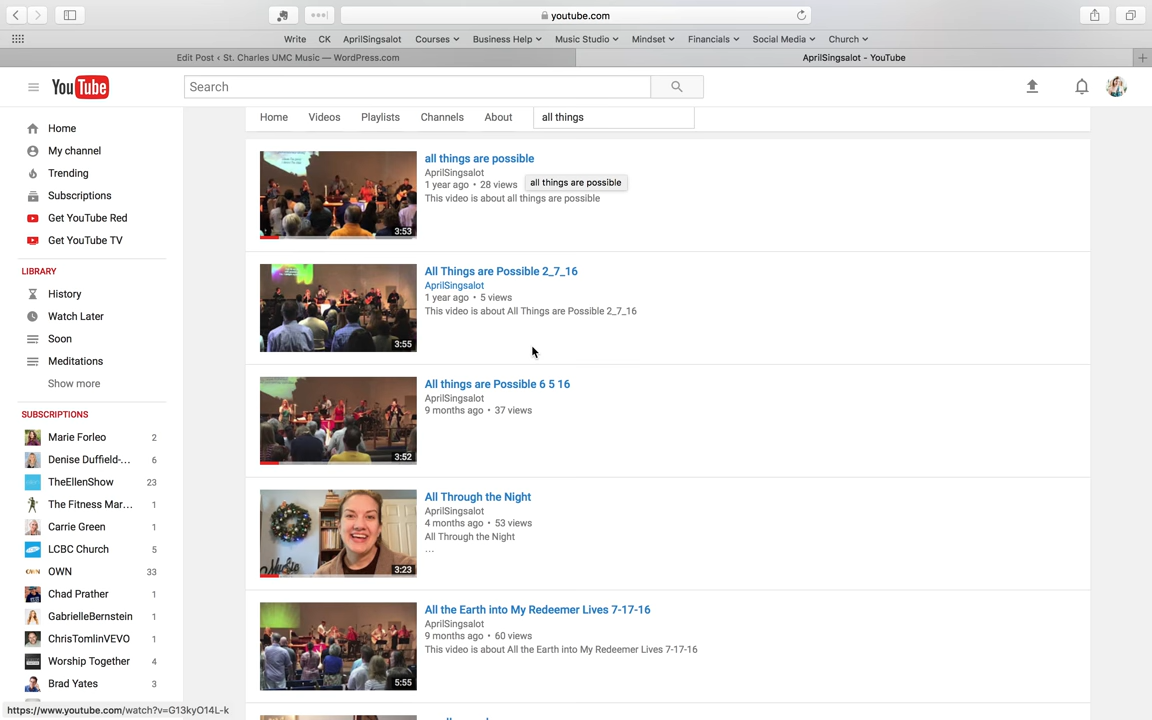 youtube.com
Write CK AprilSingsalot Courses Business Help Music Studio Mindset Financials Social Media Church
Edit Post ‹ St. Charles UMC Music — WordPress.com
AprilSingsalot - YouTube
YouTube
Search
Home Videos Playlists Channels About all things
Home
My channel
Trending
Subscriptions
Get YouTube Red
Get YouTube TV
LIBRARY
History
Watch Later
Soon
Meditations
Show more
SUBSCRIPTIONS
Marie Forleo 2
Denise Duffield-... 6
TheEllenShow 23
The Fitness Mar... 1
Carrie Green 1
LCBC Church 5
OWN 33
Chad Prather 1
GabrielleBernstein 1
ChrisTomlinVEVO 1
Worship Together 4
Brad Yates 3
all things are possible
AprilSingsalot
1 year ago • 28 views
all things are possible
This video is about all things are possible
3:53
All Things are Possible 2_7_16
AprilSingsalot
1 year ago • 5 views
This video is about All Things are Possible 2_7_16
3:55
All things are Possible 6 5 16
AprilSingsalot
9 months ago • 37 views
3:52
All Through the Night
AprilSingsalot
4 months ago • 53 views
All Through the Night
...
3:23
All the Earth into My Redeemer Lives 7-17-16
AprilSingsalot
9 months ago • 60 views
This video is about All the Earth into My Redeemer Lives 7-17-16
5:55
https://www.youtube.com/watch?v=G13kyO14L-k